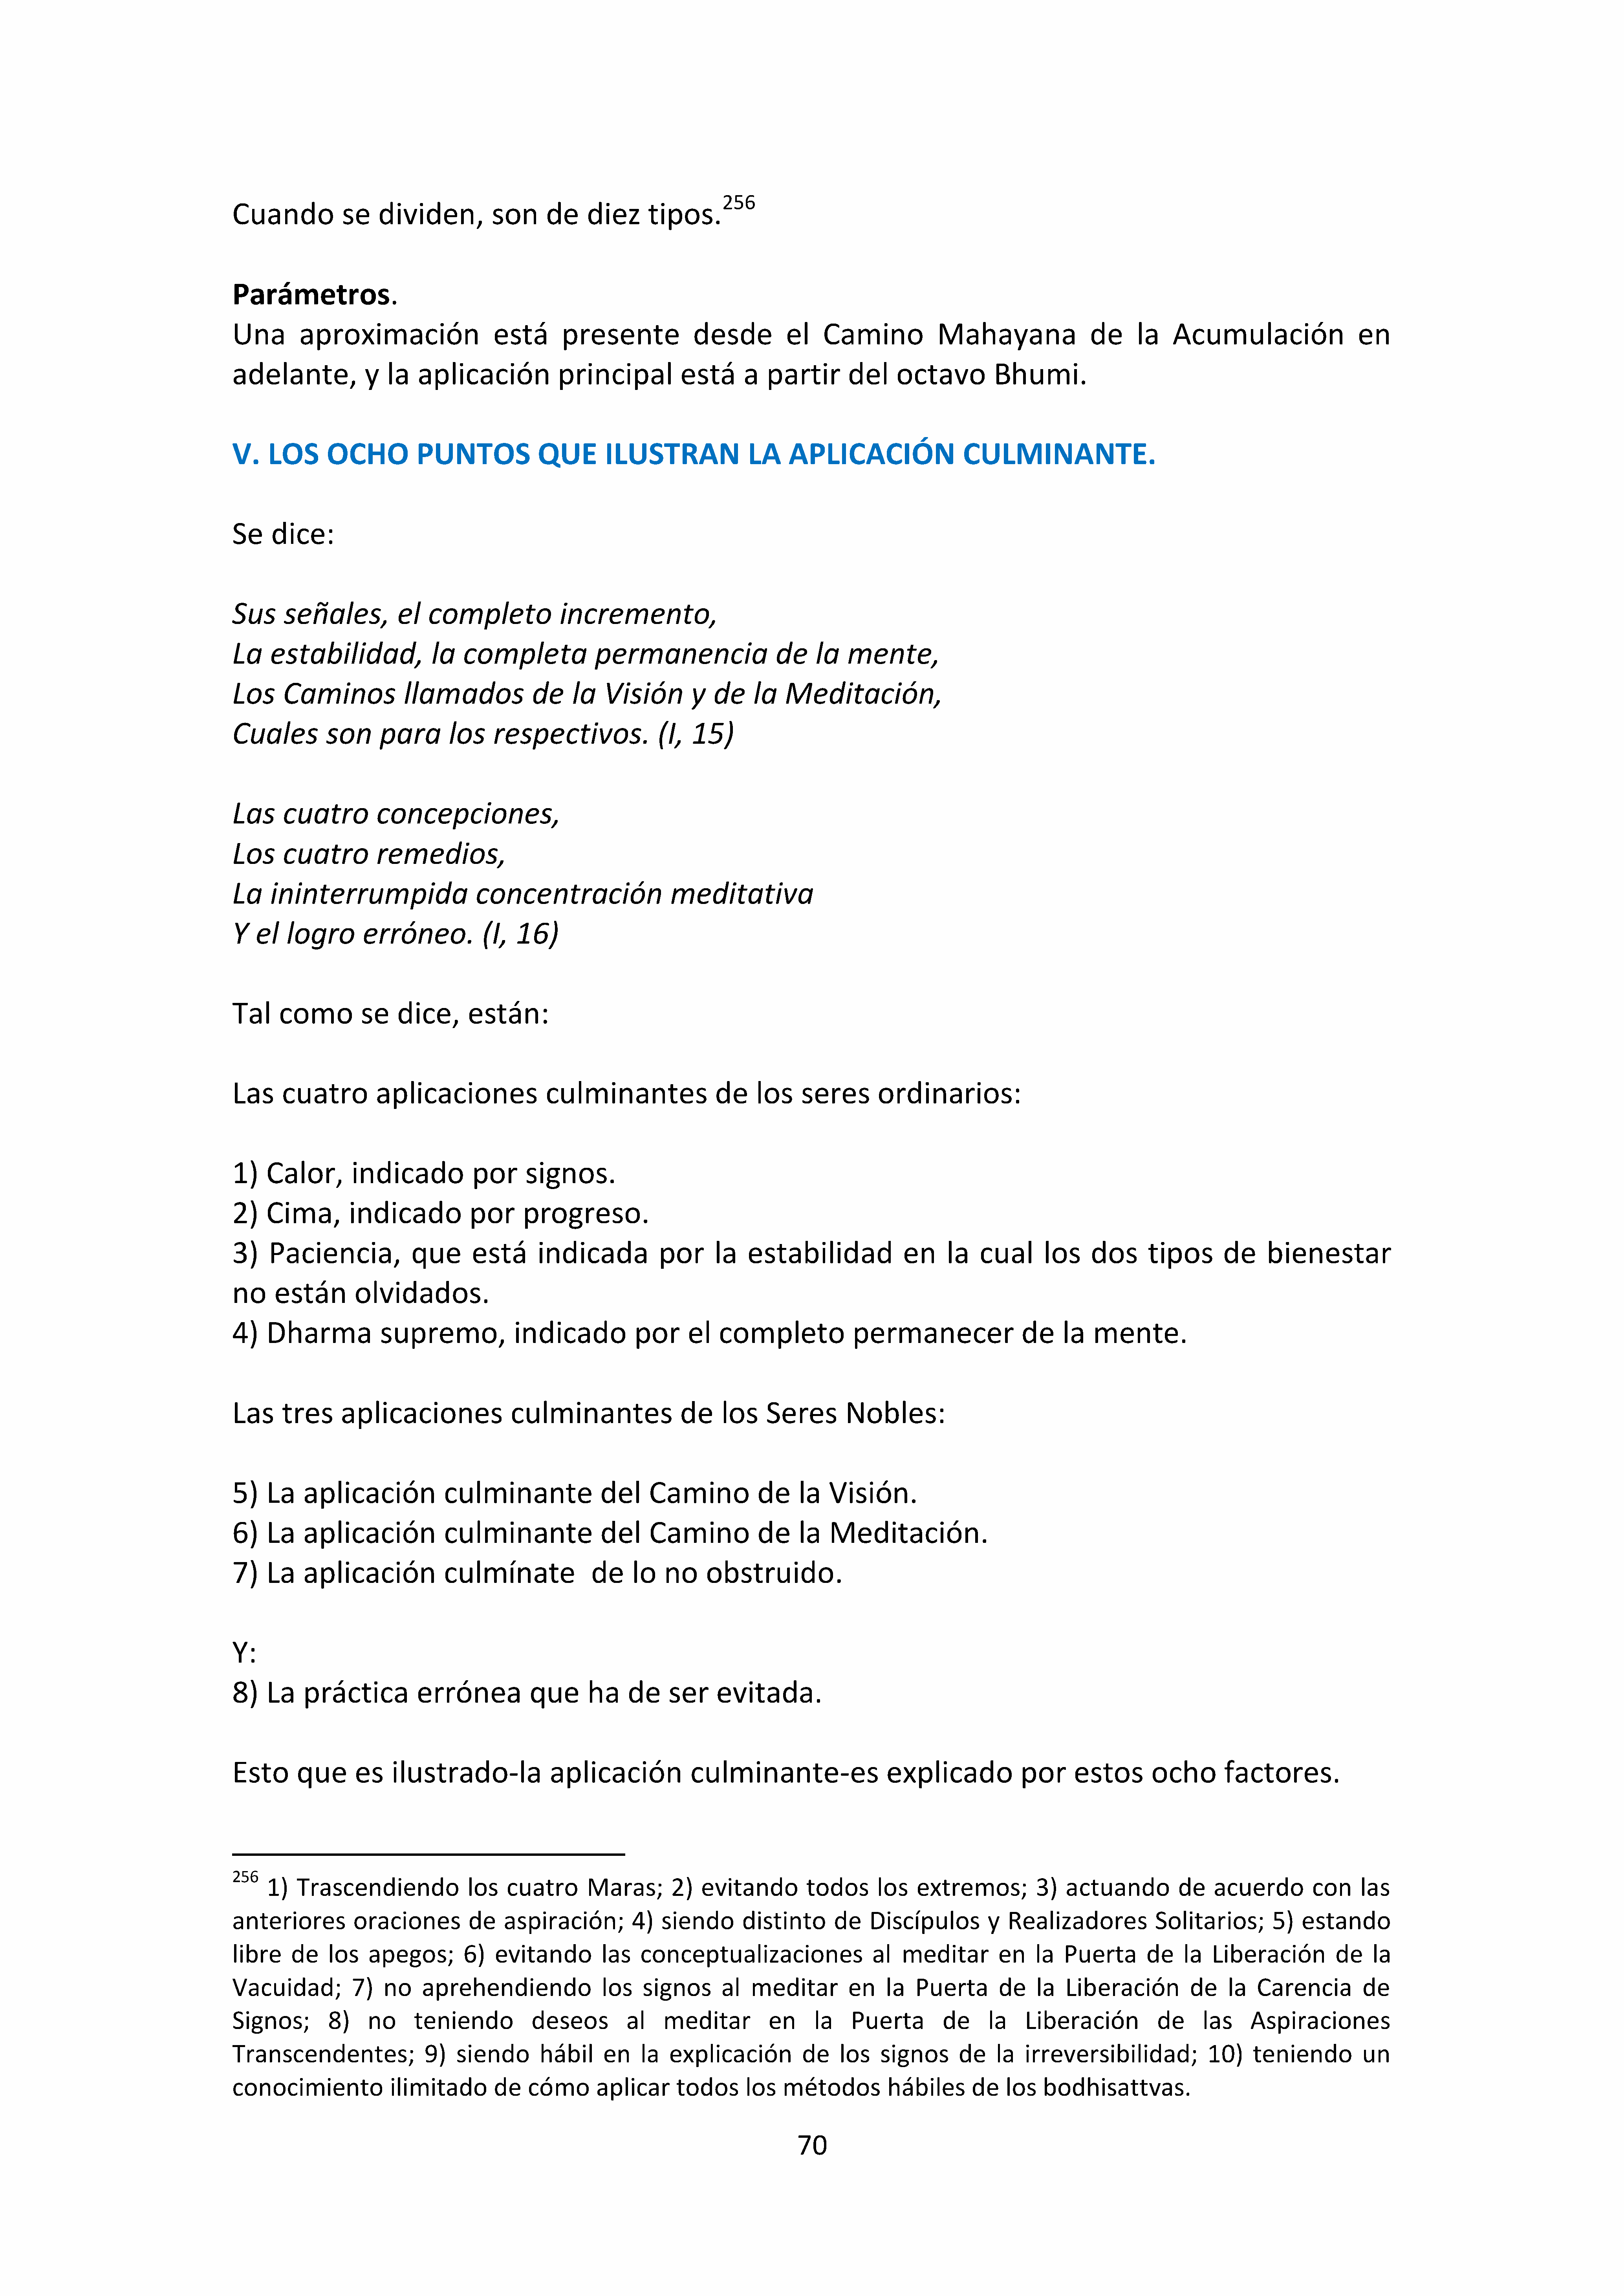 Cuando se dividen, son de diez tipos.256
Parámetros.
Una aproximación está presente desde el Camino Mahayana de la Acumulación en
adelante, y la aplicación principal está a partir del octavo Bhumi.
V. LOS OCHO PUNTOS QUE ILUSTRAN LA APLICACIÓN CULMINANTE.
Se dice:
Sus señales, el completo incremento,
La estabilidad, la completa permanencia de la mente,
Los Caminos llamados de la Visión y de la Meditación,
Cuales son para los respectivos. (I, 15)
Las cuatro concepciones,
Los cuatro remedios,
La ininterrumpida concentración meditativa
Y el logro erróneo. (I, 16)
Tal como se dice, están:
Las cuatro aplicaciones culminantes de los seres ordinarios:
1) Calor, indicado por signos.
2) Cima, indicado por progreso.
3) Paciencia, que está indicada por la estabilidad en la cual los dos tipos de bienestar
no están olvidados.
4) Dharma supremo, indicado por el completo permanecer de la mente.
Las tres aplicaciones culminantes de los Seres Nobles:
5) La aplicación culminante del Camino de la Visión.
6) La aplicación culminante del Camino de la Meditación.
7) La aplicación culmínate  de lo no obstruido.
Y:
8) La práctica errónea que ha de ser evitada.
Esto que es ilustrado-la aplicación culminante-es explicado por estos ocho factores.
256 1) Trascendiendo los cuatro Maras; 2) evitando todos los extremos; 3) actuando de acuerdo con las
anteriores oraciones de aspiración; 4) siendo distinto de Discípulos y Realizadores Solitarios; 5) estando
libre de los apegos; 6) evitando las conceptualizaciones al meditar en la Puerta de la Liberación de la
Vacuidad; 7) no aprehendiendo los signos al meditar en la Puerta de la Liberación de la Carencia de
Signos; 8) no teniendo deseos al meditar en la Puerta de la Liberación de las Aspiraciones
Transcendentes; 9) siendo hábil en la explicación de los signos de la irreversibilidad; 10) teniendo un
conocimiento ilimitado de cómo aplicar todos los métodos hábiles de los bodhisattvas.
70